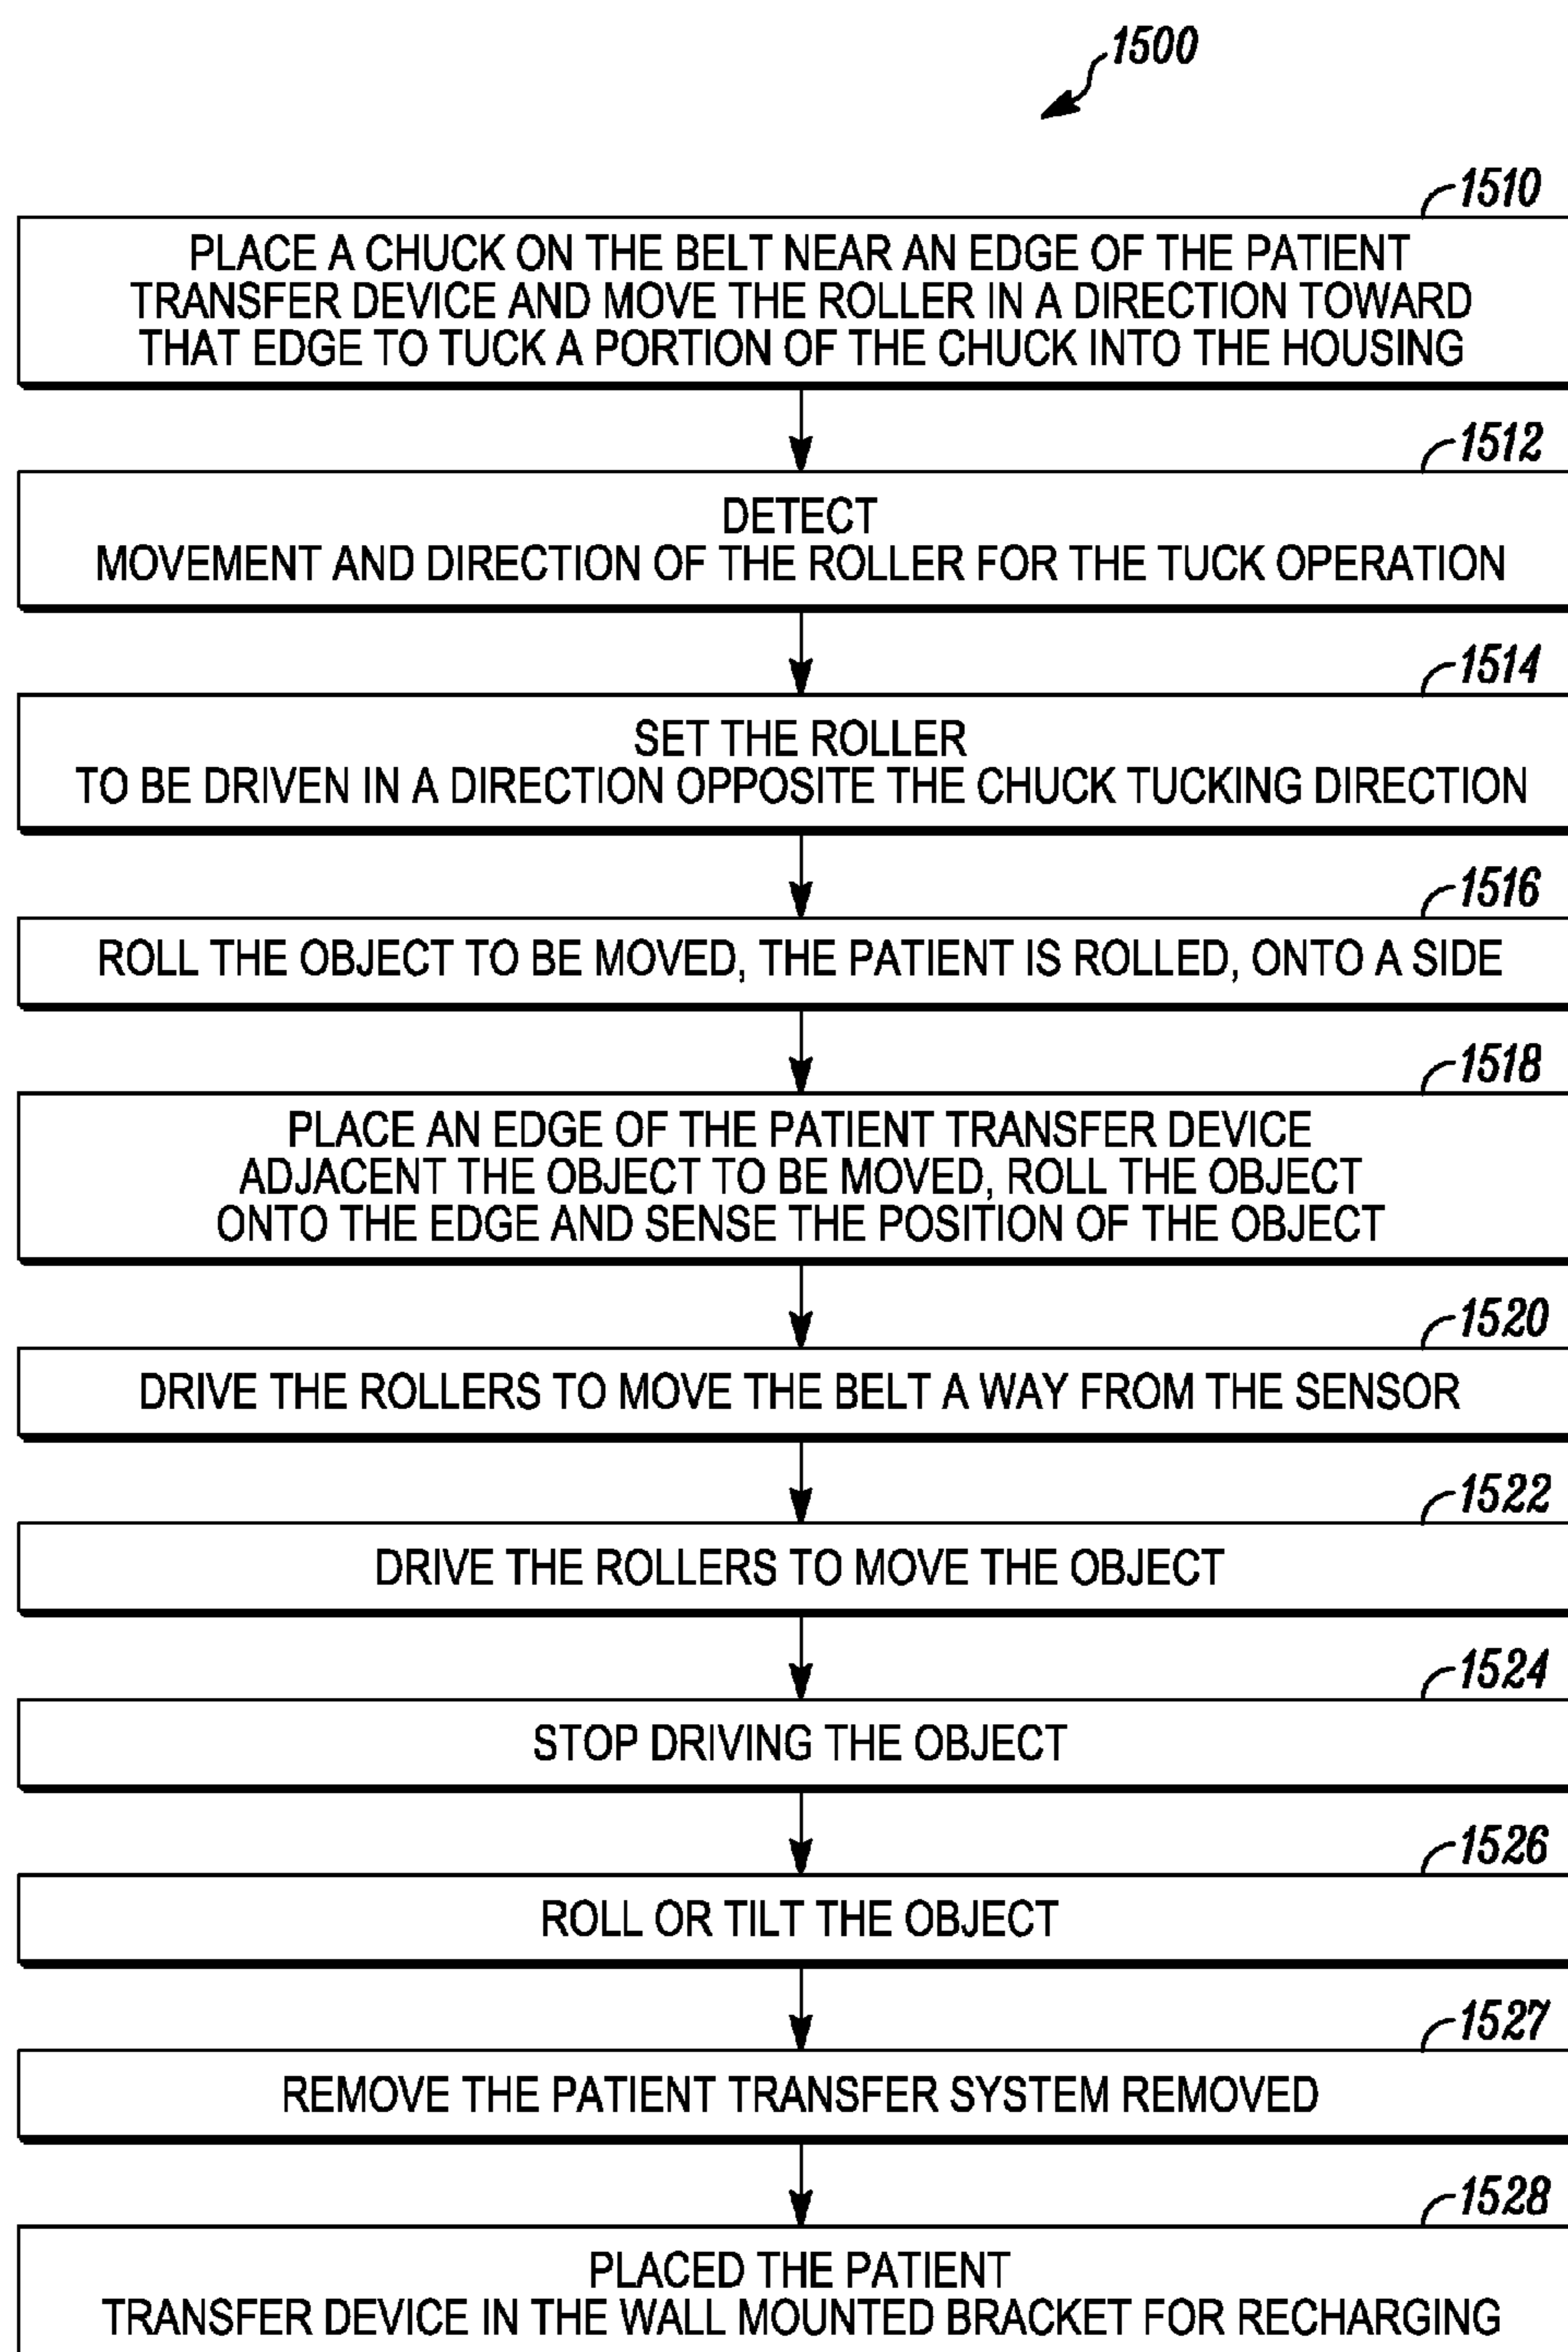 1500
1510
PLACE A CHUCK ON THE BELT NEAR AN EDGE OF THE PATIENT
TRANSFER DEVICE AND MOVE THE ROLLER IN A DIRECTION TOWARD
THAT EDGE TO TUCK A PORTION OF THE CHUCK INTO THE HOUSING
1512
DETECT
MOVEMENT AND DIRECTION OF THE ROLLER FOR THE TUCK OPERATION
1514
SET THE ROLLER
TO BE DRIVEN IN A DIRECTION OPPOSITE THE CHUCK TUCKING DIRECTION
1516
ROLL THE OBJECT TO BE MOVED, THE PATIENT IS ROLLED, ONTO A SIDE
1518
PLACE AN EDGE OF THE PATIENT TRANSFER DEVICE
ADJACENT THE OBJECT TO BE MOVED, ROLL THE OBJECT
ONTO THE EDGE AND SENSE THE POSITION OF THE OBJECT
1520
DRIVE THE ROLLERS TO MOVE THE BELT A WAY FROM THE SENSOR
1522
DRIVE THE ROLLERS TO MOVE THE OBJECT
1524
STOP DRIVING THE OBJECT
1526
ROLL OR TILT THE OBJECT
1527
REMOVE THE PATIENT TRANSFER SYSTEM REMOVED
1528
PLACED THE PATIENT
TRANSFER DEVICE IN THE WALL MOUNTED BRACKET FOR RECHARGING